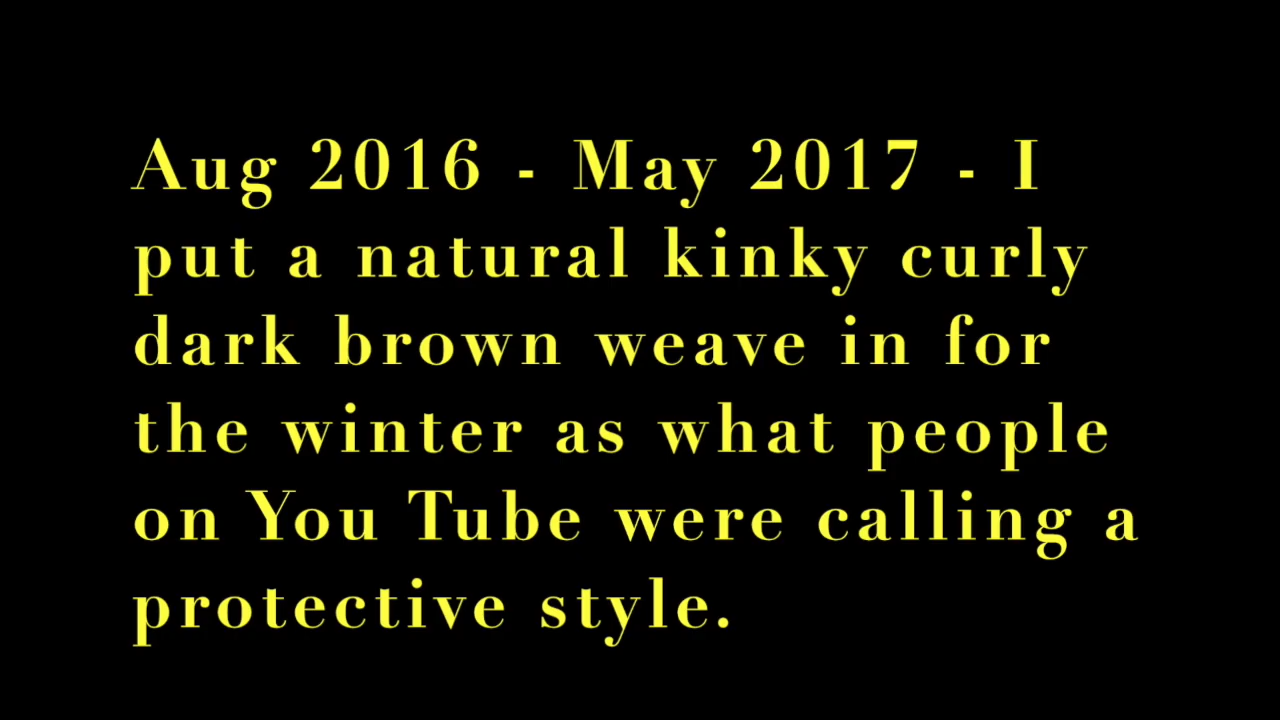 Aug 2016 - May 2017 - I
put a natural kinky curly
dark brown weave in for
the winter as what people
on You Tube were calling a
protective style.